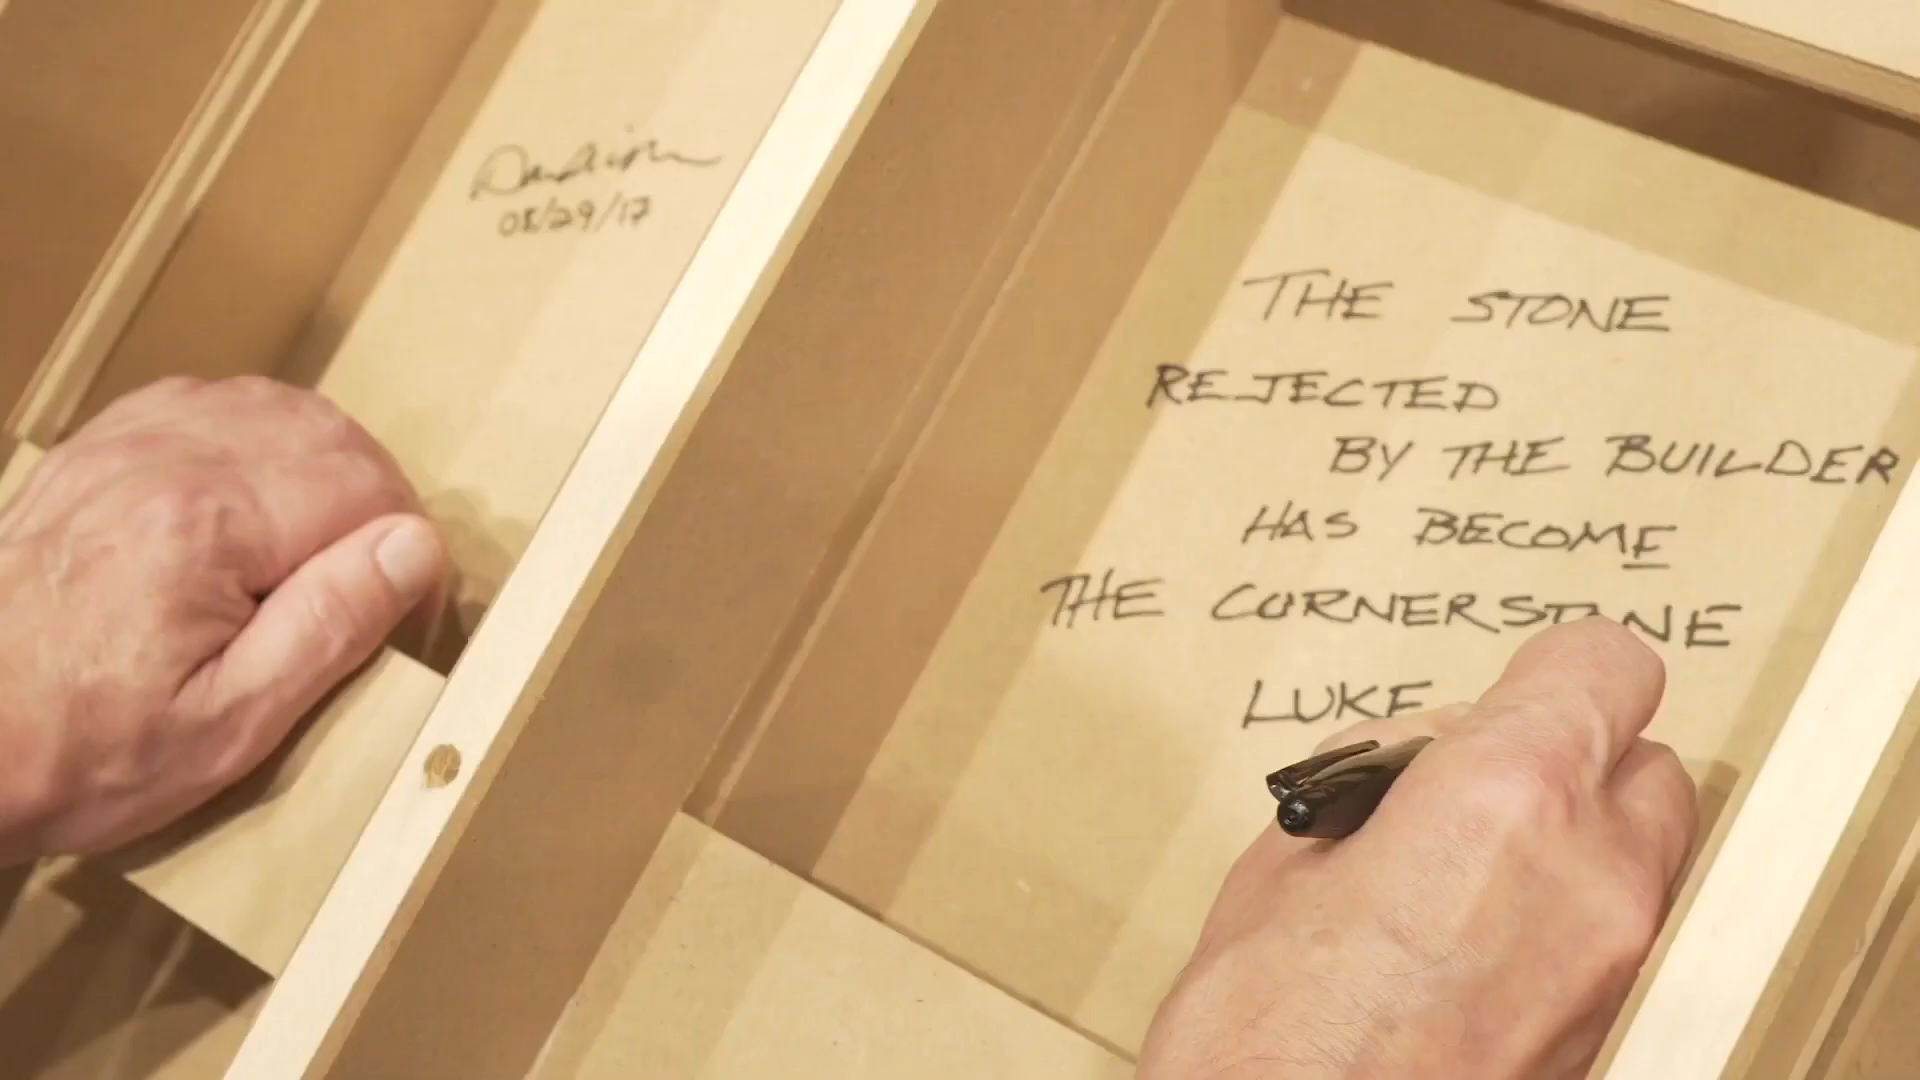 08/29/17
THE STONE
REJECTED
BY THE BUILDER
HAS BECOME
THE CORNERSTONE
LUKE